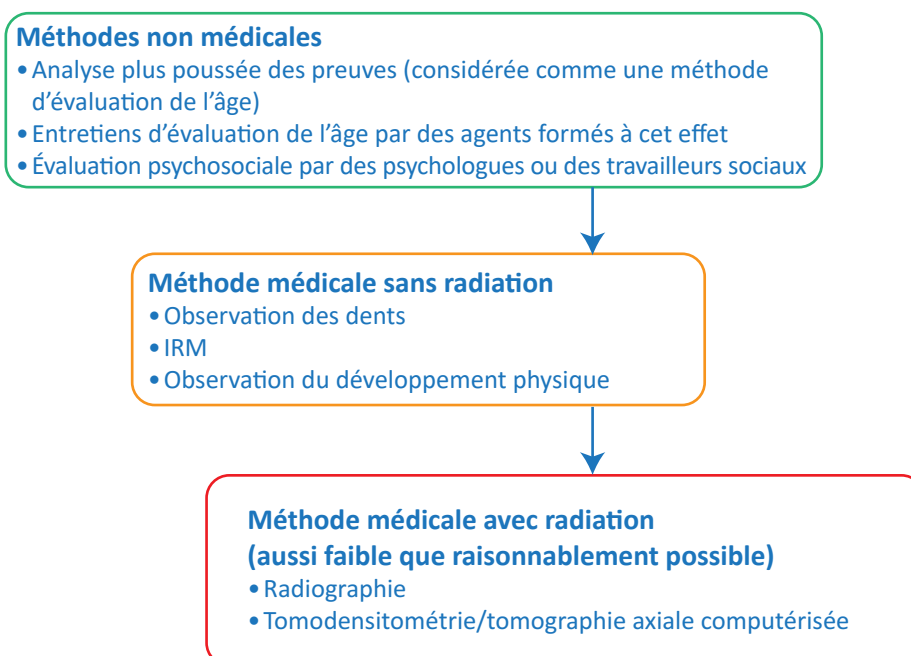 Méthodes non médicales
• Analyse plus poussée des preuves (considérée comme une méthode
d’évaluation de l’âge)
• Entretiens d’évaluation de l’âge par des agents formés à cet effet
• Évaluation psychosociale par des psychologues ou des travailleurs sociaux
Méthode médicale sans radiation
• Observation des dents
• IRM
• Observation du développement physique
Méthode médicale avec radiation
(aussi faible que raisonnablement possible)
• Radiographie
• Tomodensitométrie/tomographie axiale computérisée